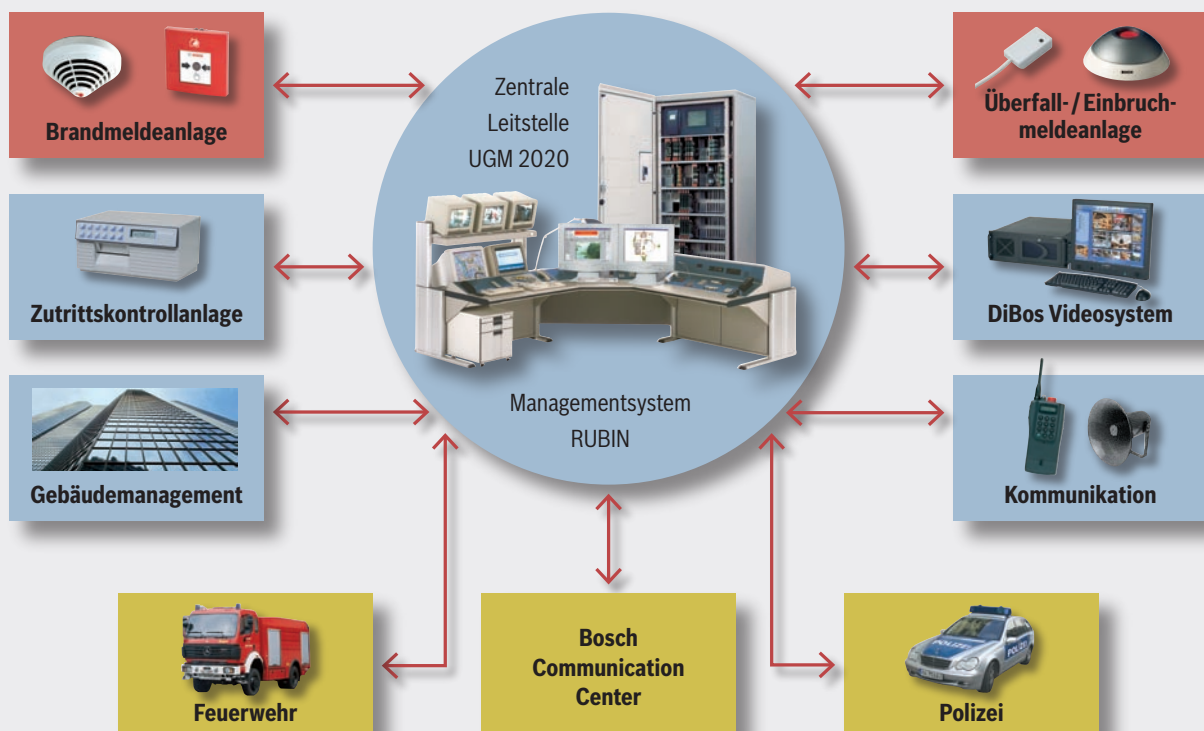 Zentrale
Leitstelle
UGM 2020
Brandmeldeanlage
Überfall- / Einbruch-
meldeanlage
Zutrittskontrollanlage
DiBos Videosystem
Managementsystem
RUBIN
Gebäudemanagement
Kommunikation
Feuerwehr
Bosch
Communication
Center
POLIZEI
Polizei